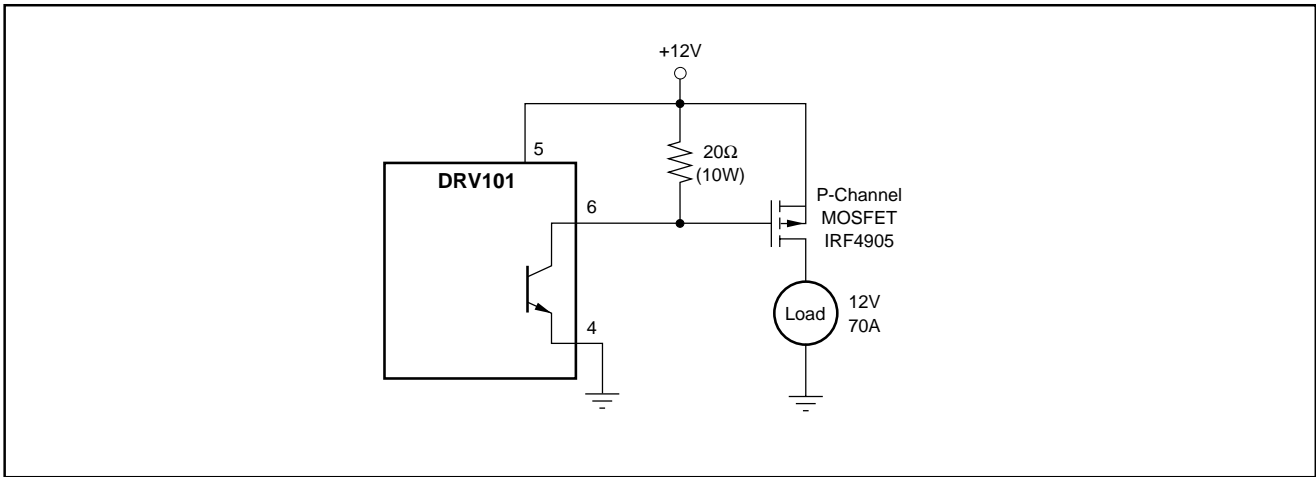 +12V
5
20Ω
(10W)
DRV101
P-Channel
MOSFET
IRF4905
6
Load
12V
70A
4